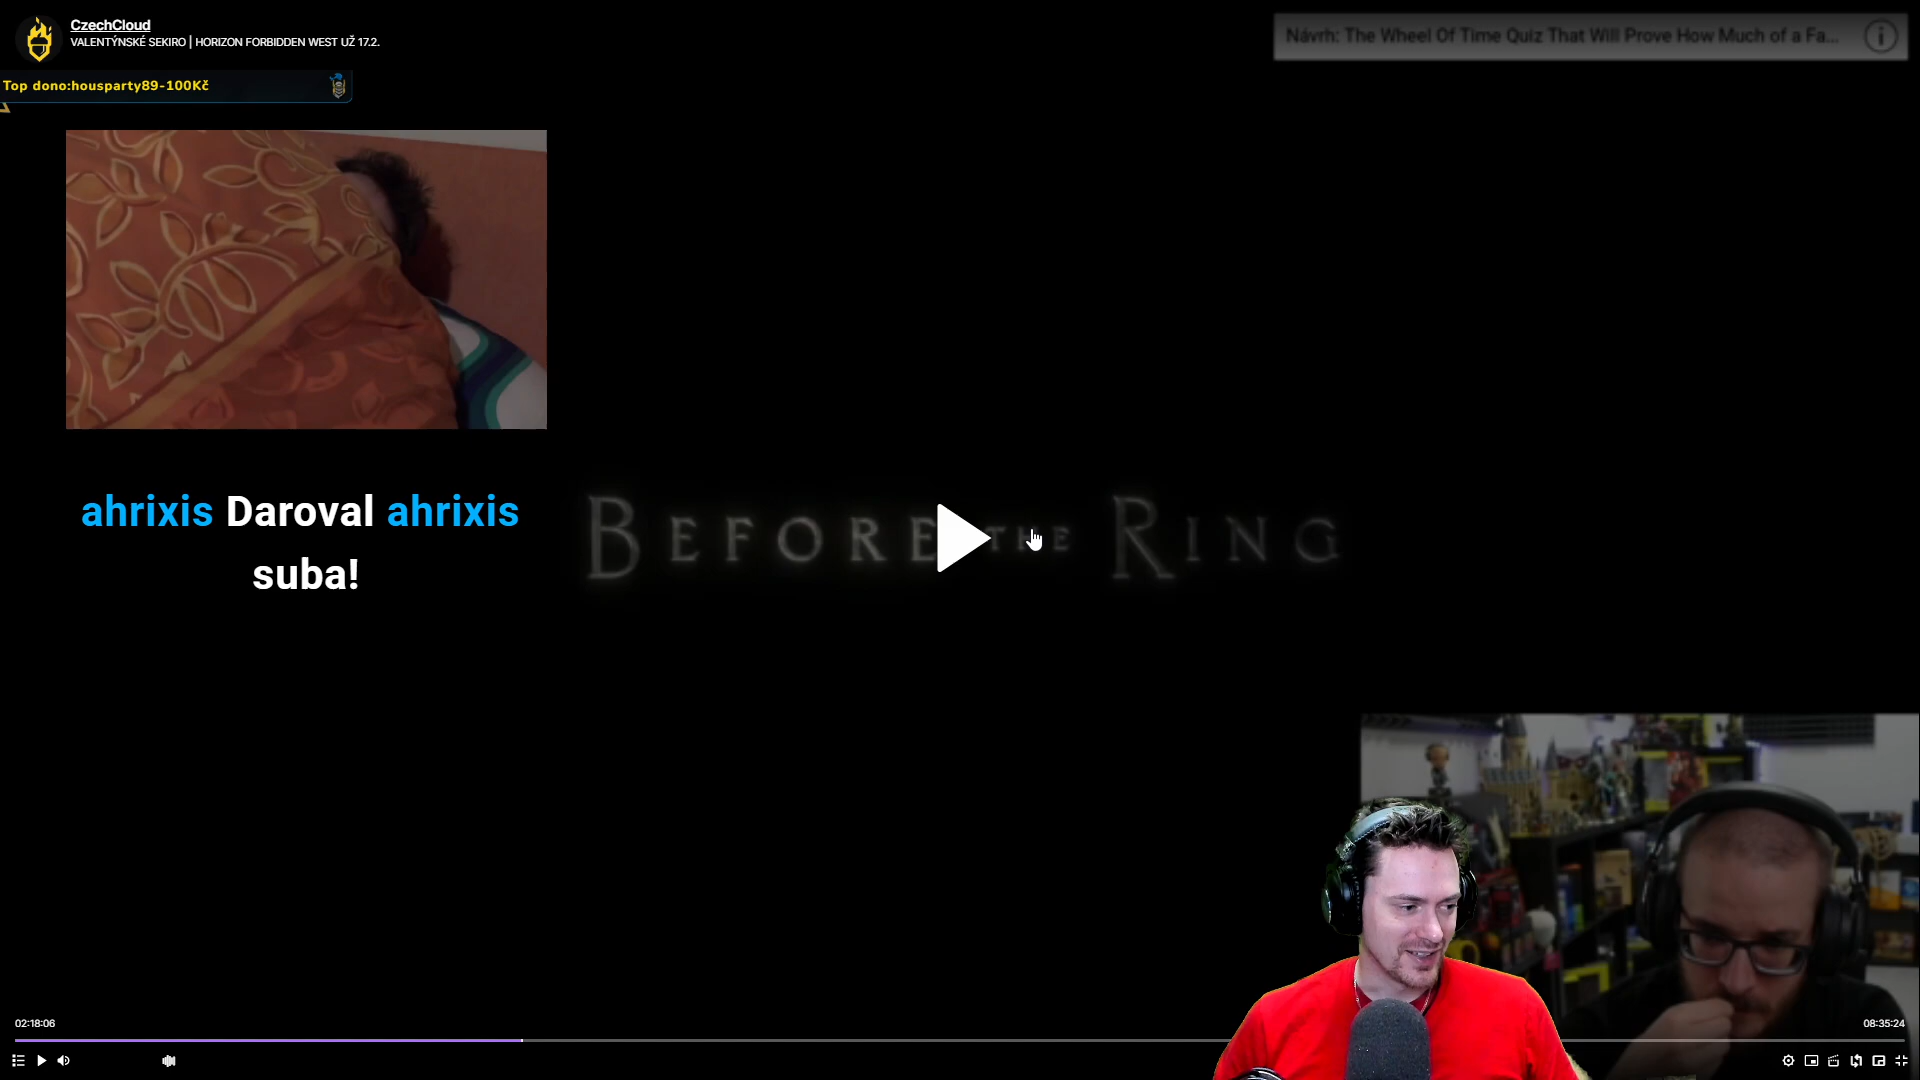 CzechCloud
VALENTÝNSKÉ SEKIRO | HORIZON FORBIDDEN WEST UŽ 17.2.
Návrh: The Wheel Of Time Quiz That Will Prove How Much of a Fa...
Top dono:housparty89-100Kč
ahrixis Daroval ahrixis
suba!
BEFORE THE RING
02:18:06
08:35:24